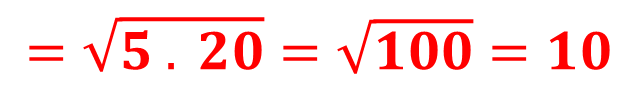 = √5 . 20 = √100 = 10